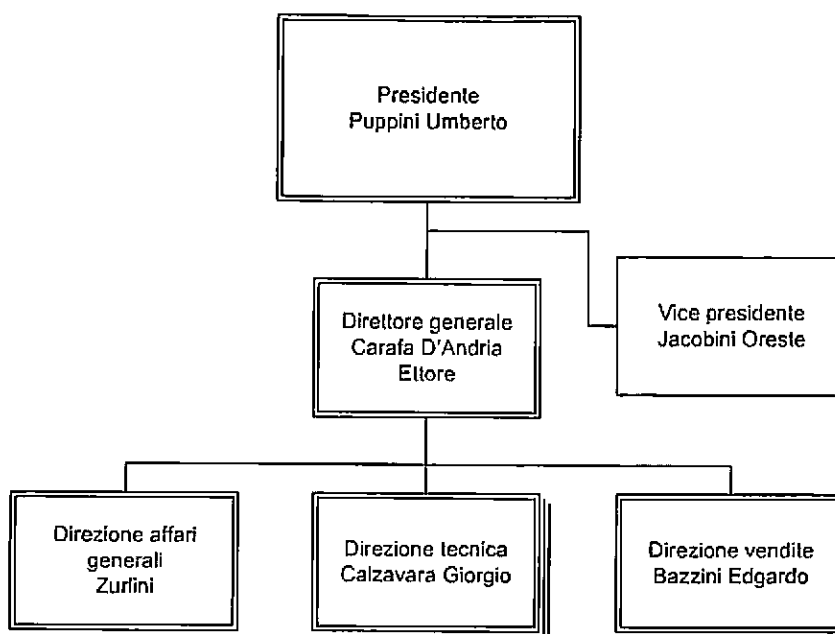 Presidente
Puppini Umberto
Direttore generale
Carafa D'Andria
Ettore
Vice presidente
Jacobini Oreste
Direzione affari
generali
Zurlini
Direzione tecnica
Calzavara Giorgio
Direzione vendite
Bazzini Edgardo